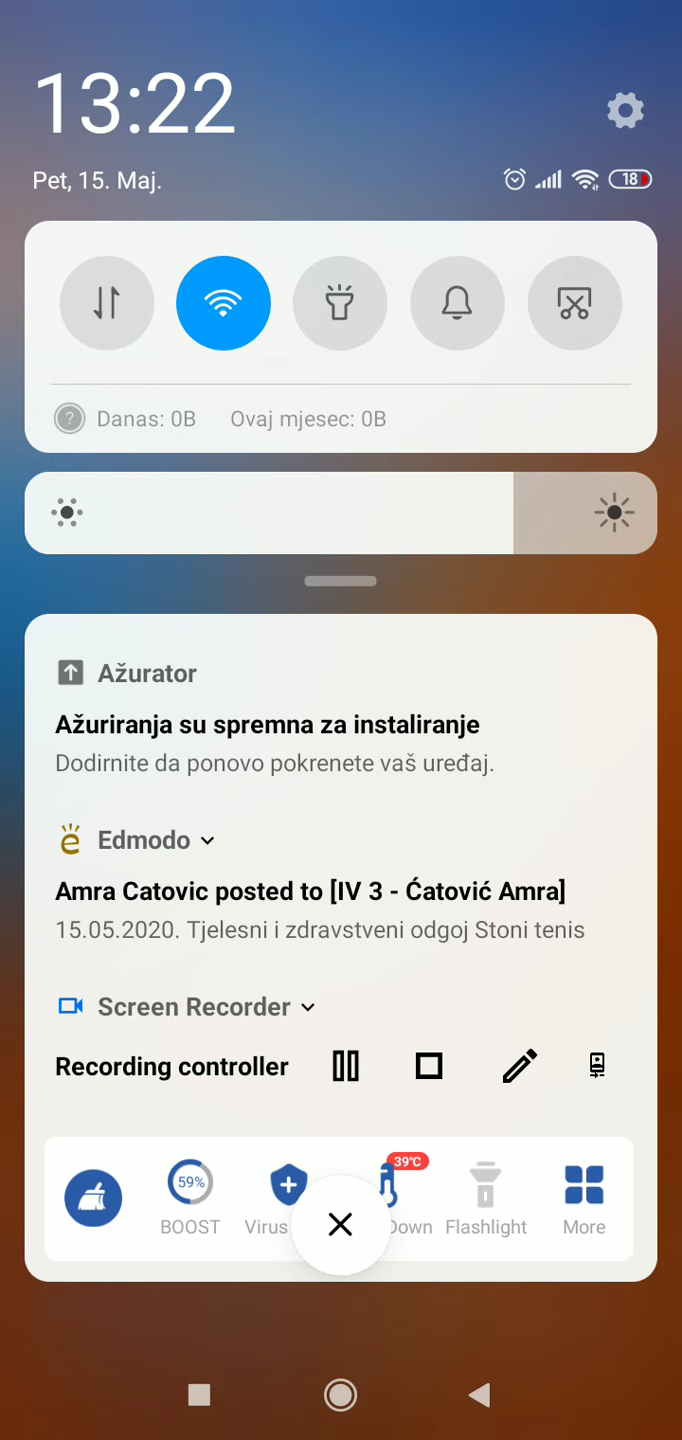 13:22
Pet, 15. Maj.
18
Danas: 0B Ovaj mjesec: 0B
Ažurator
Ažuriranja su spremna za instaliranje
Dodirnite da ponovo pokrenete vaš uređaj.
Edmodo
Amra Catovic posted to [IV 3 - Ćatović Amra]
15.05.2020. Tjelesni i zdravstveni odgoj Stoni tenis
Screen Recorder
Recording controller
39℃
59%
BOOST Virus Down Flashlight More